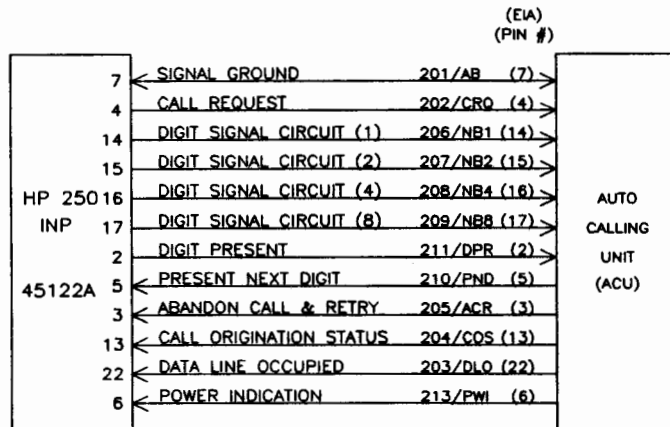 (EIA)
(PIN #)
7 SIGNAL GROUND 201/AB (7)
4 CALL REQUEST 202/CRQ (4)
14 DIGIT SIGNAL CIRCUIT (1) 206/NB1 (14)
15 DIGIT SIGNAL CIRCUIT (2) 207/NB2 (15)
HP 250 16 DIGIT SIGNAL CIRCUIT (4) 208/NB4 (16) AUTO
INP 17 DIGIT SIGNAL CIRCUIT (8) 209/NB8 (17) CALLING
2 DIGIT PRESENT 211/DPR (2) UNIT
45122A 5 PRESENT NEXT DIGIT 210/PND (5) (ACU)
3 ABANDON CALL & RETRY 205/ACR (3)
13 CALL ORIGINATION STATUS 204/COS (13)
22 DATA LINE OCCUPIED 203/DLO (22)
6 POWER INDICATION 213/PWI (6)